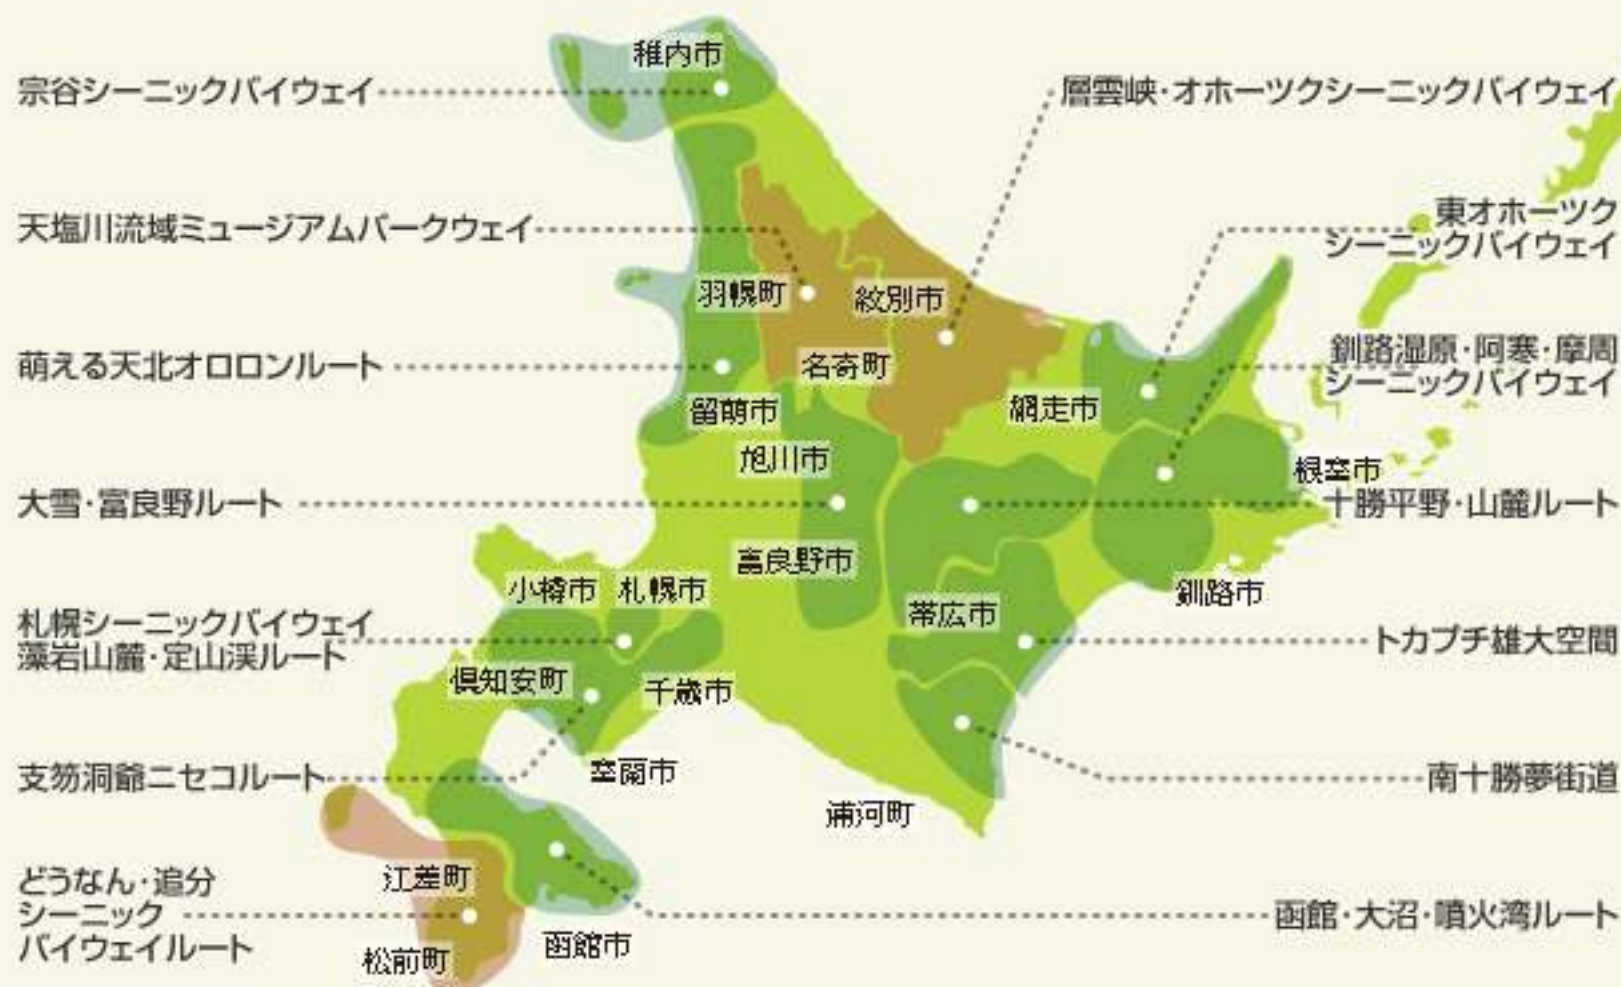 稚内市
宗谷シーニックバイウェイ
層雲峡・オホーツクシーニックバイウェイ
天塩川流域ミュージアムパークウェイ
東オホーツク
シーニックバイウェイ
羽幌町
紋別市
萌える天北オロロンルート
名寄町
釧路湿原・阿寒・摩周
シーニックバイウェイ
留萌市
網走市
旭川市
根室市
大雪・富良野ルート
十勝平野・山麓ルート
富良野市
小樽市
札幌市
釧路市
帯広市
札幌シーニックバイウェイ
藻岩山麓・定山渓ルート
トカプチ雄大空間
倶知安町
千歳市
支笏洞爺ニセコルート
室蘭市
南十勝夢街道
浦河町
江差町
どうなん・追分
シーニック
バイウェイルート
函館・大沼・噴火湾ルート
函館市
松前町